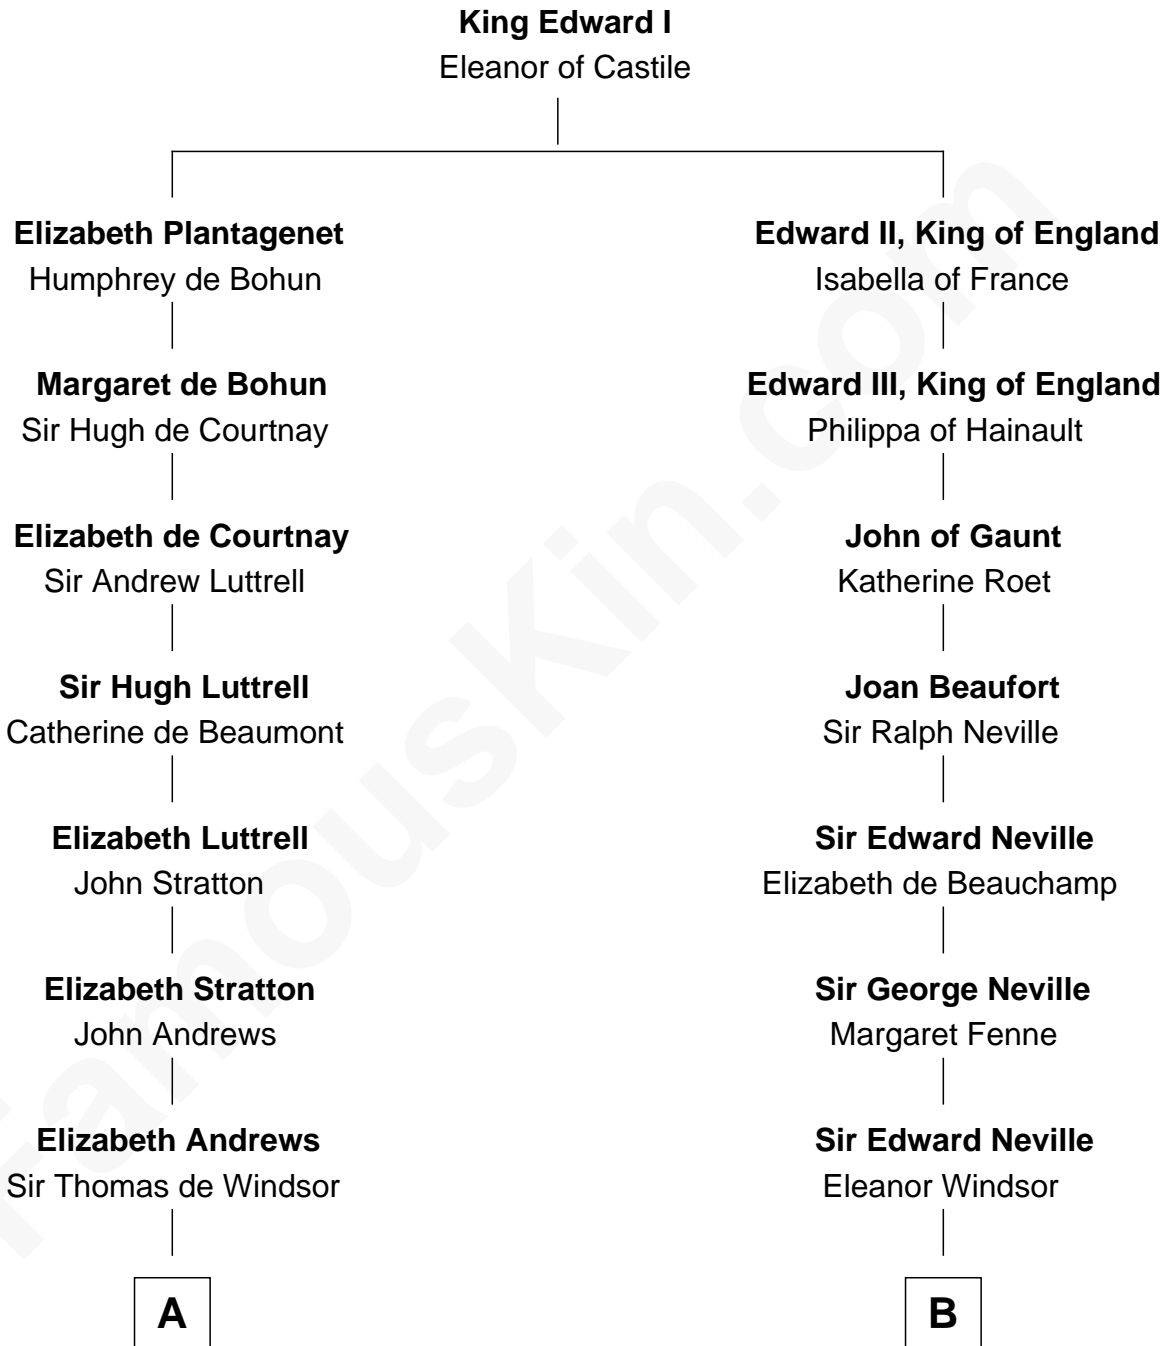 King Edward I
Eleanor of Castile
Elizabeth Plantagenet
Humphrey de Bohun
Edward II, King of England
Isabella of France
Margaret de Bohun
Sir Hugh de Courtnay
Edward III, King of England
Philippa of Hainault
Elizabeth de Courtnay
Sir Andrew Luttrell
John of Gaunt
Katherine Roet
Sir Hugh Luttrell
Catherine de Beaumont
Joan Beaufort
Sir Ralph Neville
Elizabeth Luttrell
John Stratton
Sir Edward Neville
Elizabeth de Beauchamp
Elizabeth Stratton
John Andrews
Sir George Neville
Margaret Fenne
Elizabeth Andrews
Sir Thomas de Windsor
Sir Edward Neville
Eleanor Windsor
A
B
FamousKin.com